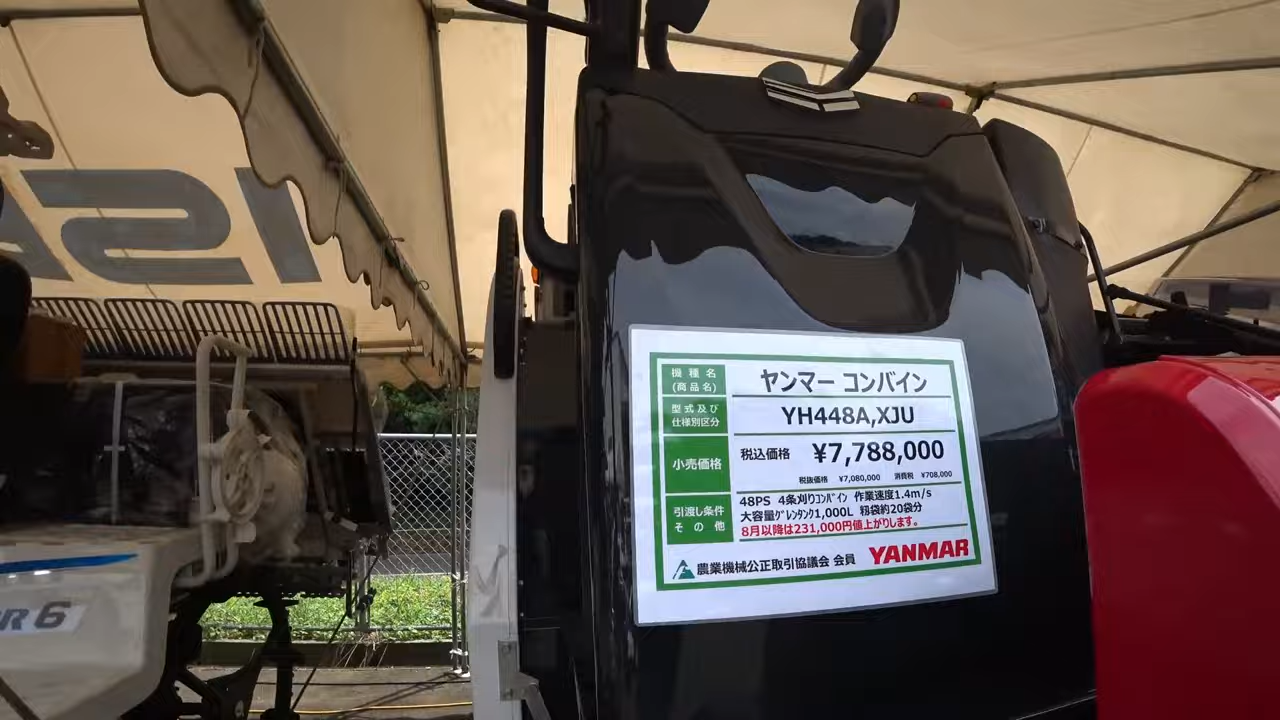 機種名
(商品名)
ヤンマー コンバイン
型式及び
仕様別区分
YH448A,XJU
小売価格
税込価格 ¥7,788,000
税抜価格 ¥7,080,000 消費税 ¥708,000
引渡し条件
その他
48PS 4条刈りｺﾝﾊﾞｲﾝ 作業速度1.4m/s
大容量ｸﾞﾚﾝﾀﾝｸ1,000L 籾袋約20袋分
8月以降は231,000円値上がりします。
農業機械公正取引協議会 会員
YANMAR
R 6